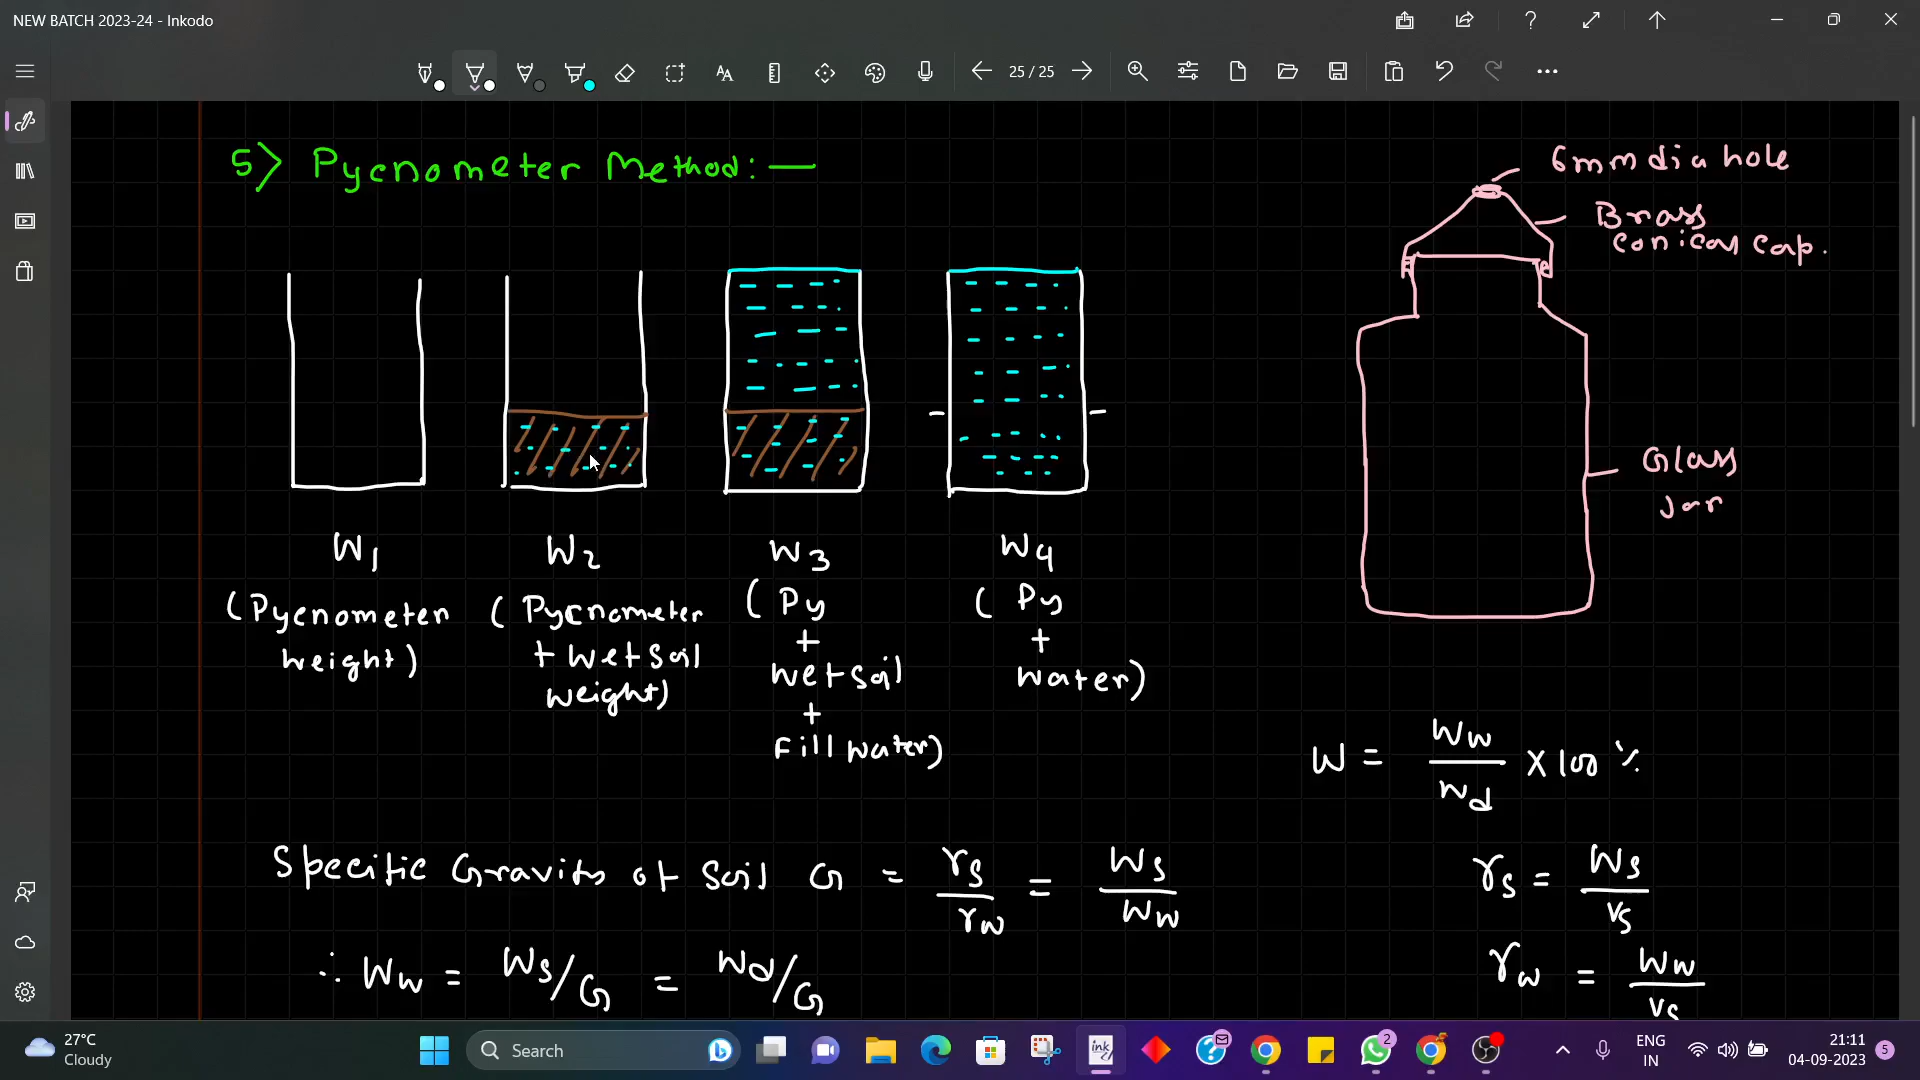 NEW BATCH 2023-24 - Inkodo
25 / 25
5) Pycnometer Method: —
6mm dia hole
Brass
conical cap.
Glass
Jar
W1
(Pycnometer
weight)
W2
(Pycnometer
+ Wet Soil
weight)
W3
(Py
+
Wet Soil
+
Fill water)
W4
(Py
+
water)
W = Ww/Wd × 100 %
Specific Gravity of Soil G = γs/γw = Ws/Ww
γs = Ws/Vs
∴ Ww = Ws/G = Wd/G
γw = Ww/Vs
27°C
Cloudy
Search
ink
2
ENG
IN
21:11
04-09-2023
5